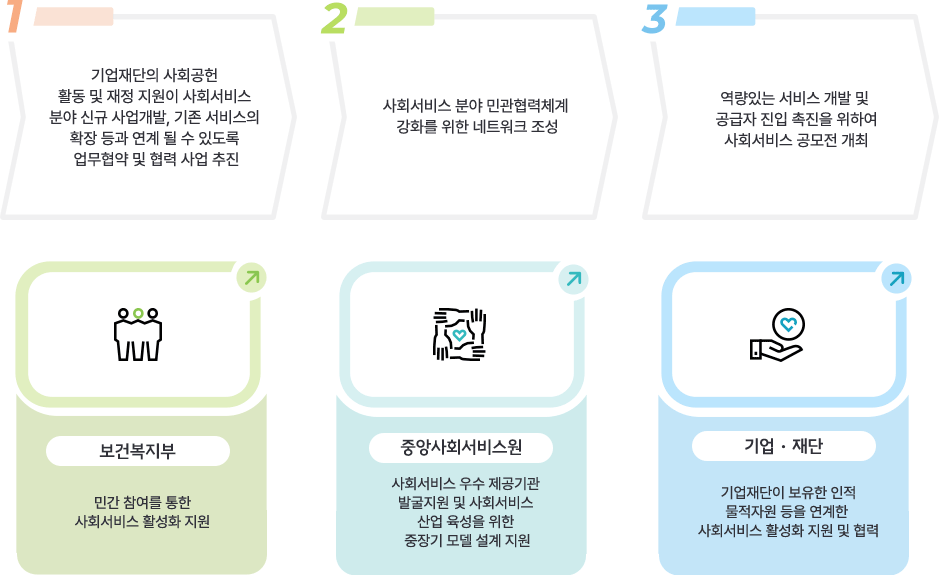 1
기업재단의 사회공헌
활동 및 재정 지원이 사회서비스
분야 신규 사업개발, 기존 서비스의
확장 등과 연계 될 수 있도록
업무협약 및 협력 사업 추진
2
사회서비스 분야 민관협력체계
강화를 위한 네트워크 조성
3
역량있는 서비스 개발 및
공급자 진입 촉진을 위하여
사회서비스 공모전 개최
보건복지부
민간 참여를 통한
사회서비스 활성화 지원
중앙사회서비스원
사회서비스 우수 제공기관
발굴지원 및 사회서비스
산업 육성을 위한
중장기 모델 설계 지원
기업 · 재단
기업재단이 보유한 인적
물적자원 등을 연계한
사회서비스 활성화 지원 및 협력